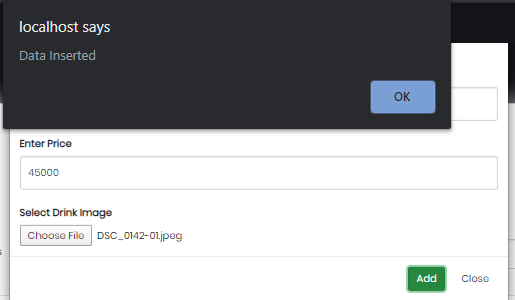 localhost says
Data Inserted
OK
Enter Price
45000
Select Drink Image
Choose File DSC_0142-01.jpeg
Add Close